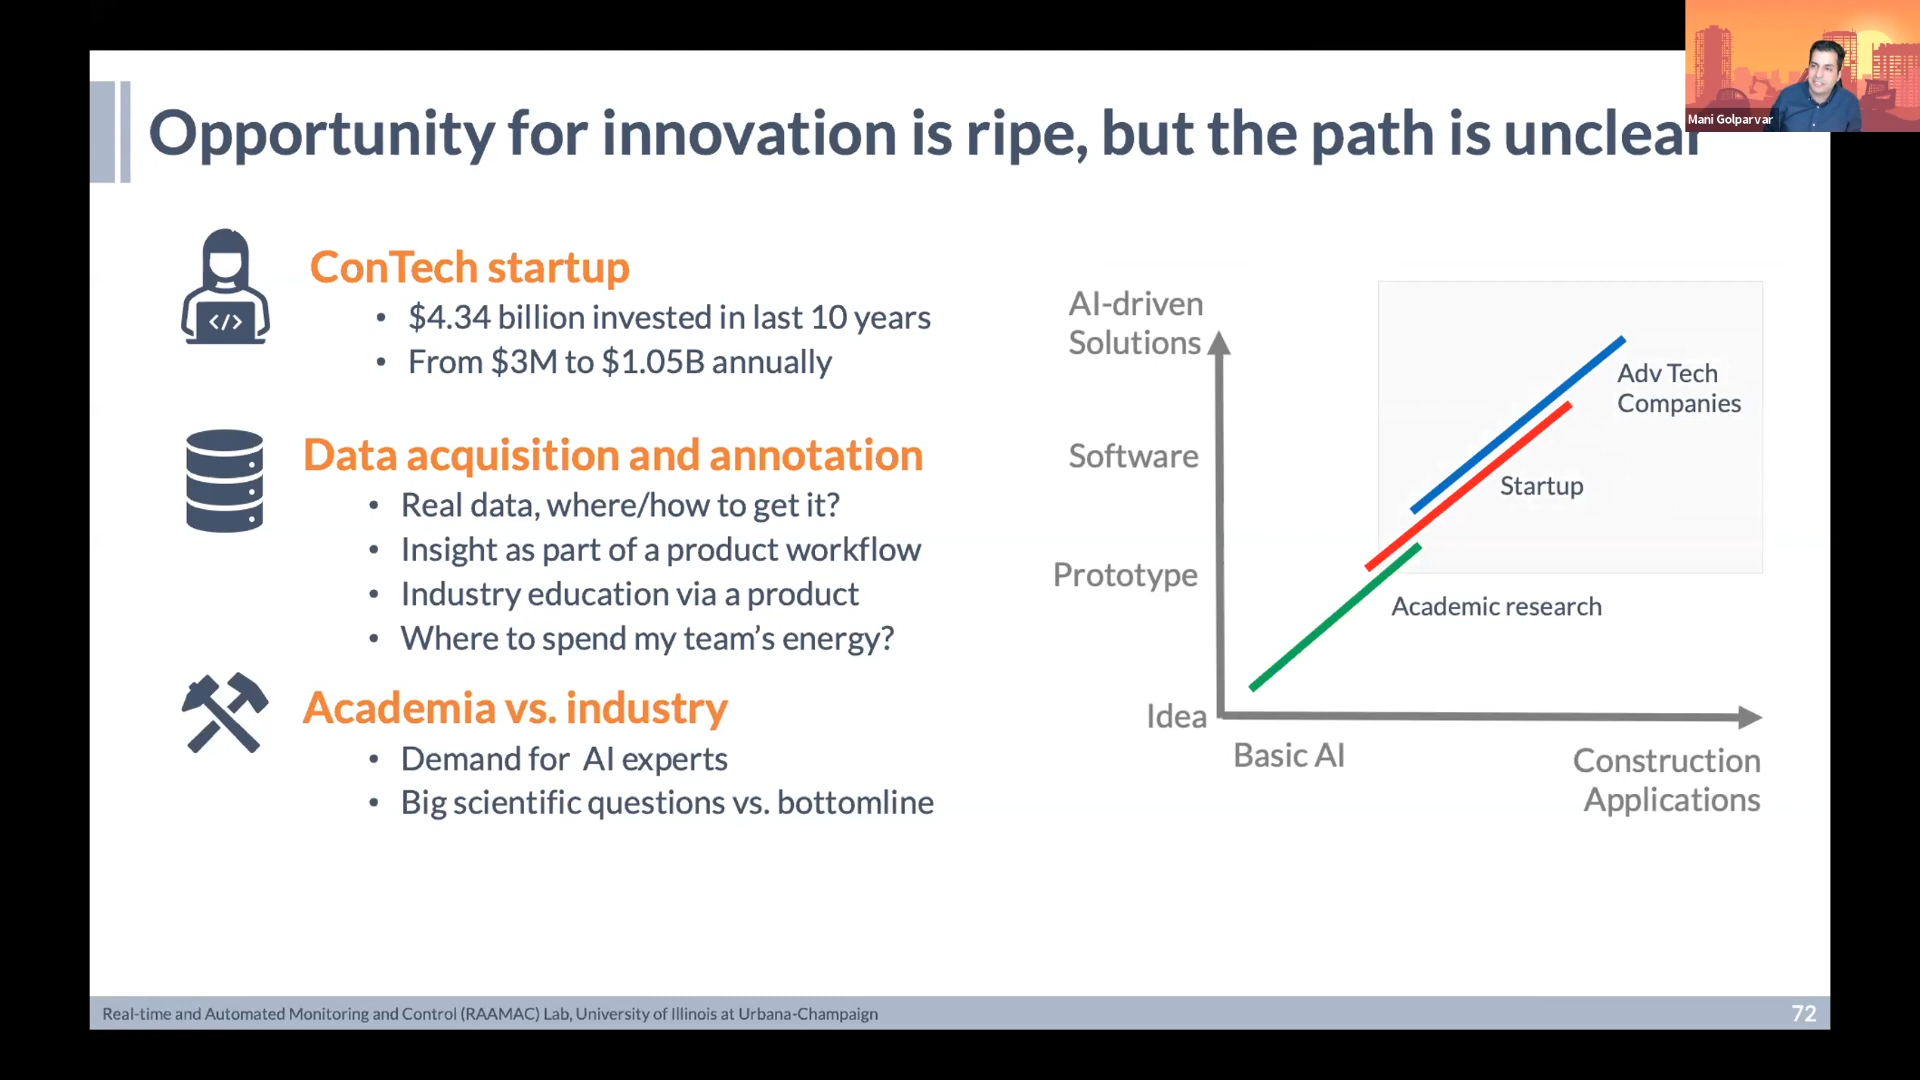 Opportunity for innovation is ripe, but the path is unclear
Mani Golparvar
ConTech startup
• $4.34 billion invested in last 10 years
• From $3M to $1.05B annually
Data acquisition and annotation
• Real data, where/how to get it?
• Insight as part of a product workflow
• Industry education via a product
• Where to spend my team's energy?
Academia vs. industry
• Demand for AI experts
• Big scientific questions vs. bottomline
</>
AI-driven
Solutions
Software
Prototype
Idea
Basic AI
Construction
Applications
Adv Tech
Companies
Startup
Academic research
Real-time and Automated Monitoring and Control (RAAMAC) Lab, University of Illinois at Urbana-Champaign
72